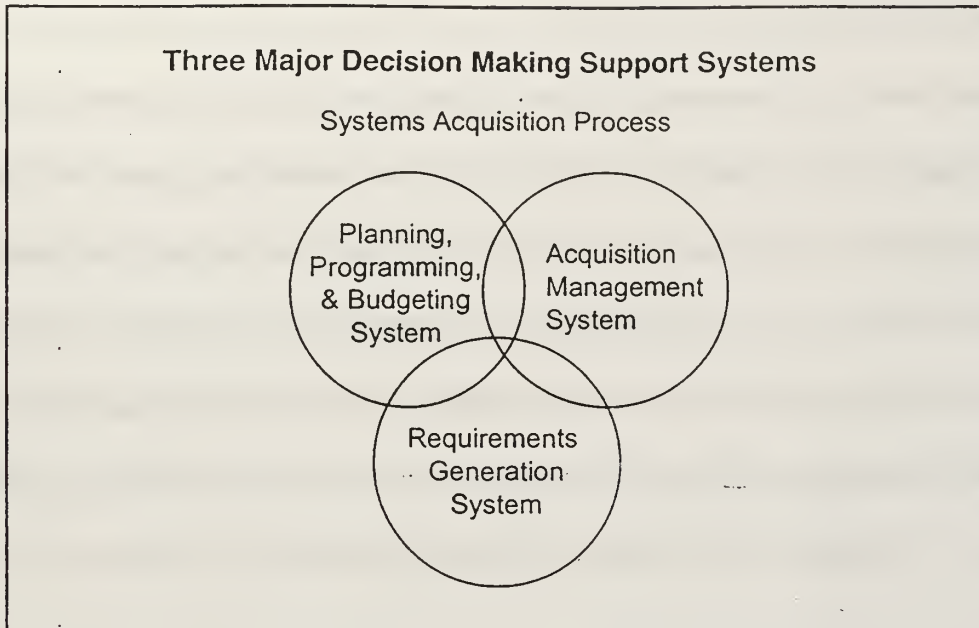 Three Major Decision Making Support Systems
Systems Acquisition Process
Planning,
Programming,
& Budgeting
System
Acquisition
Management
System
Requirements
Generation
System